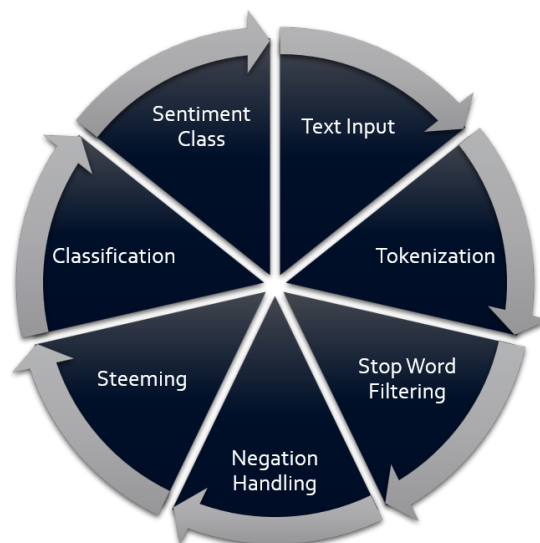 Text Input
Tokenization
Stop Word
Filtering
Negation
Handling
Steeming
Classification
Sentiment
Class